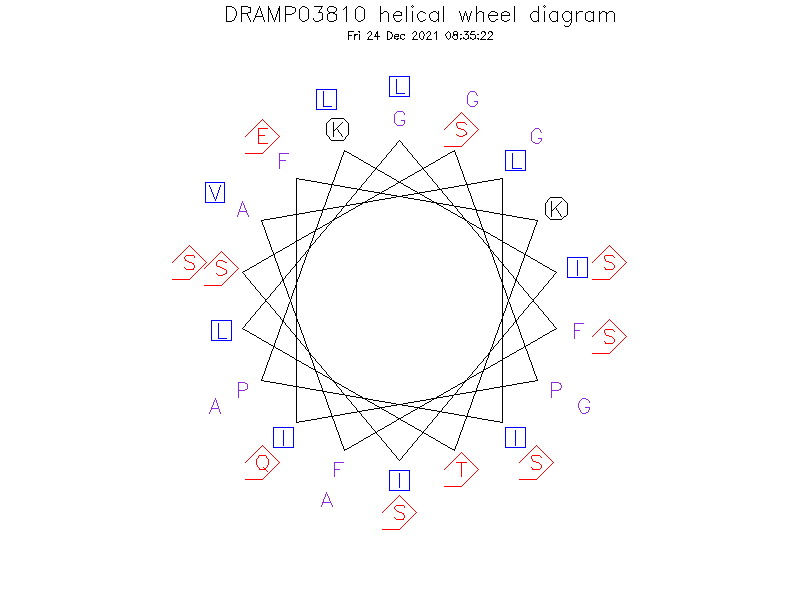 DRAMP03810 helical wheel diagram
Fri 24 Dec 2021 08:35:22
L
L G
K G S G
E L
F
V A K
S S I S
L F S
P P
A G
I I
Q F T S
I
A S